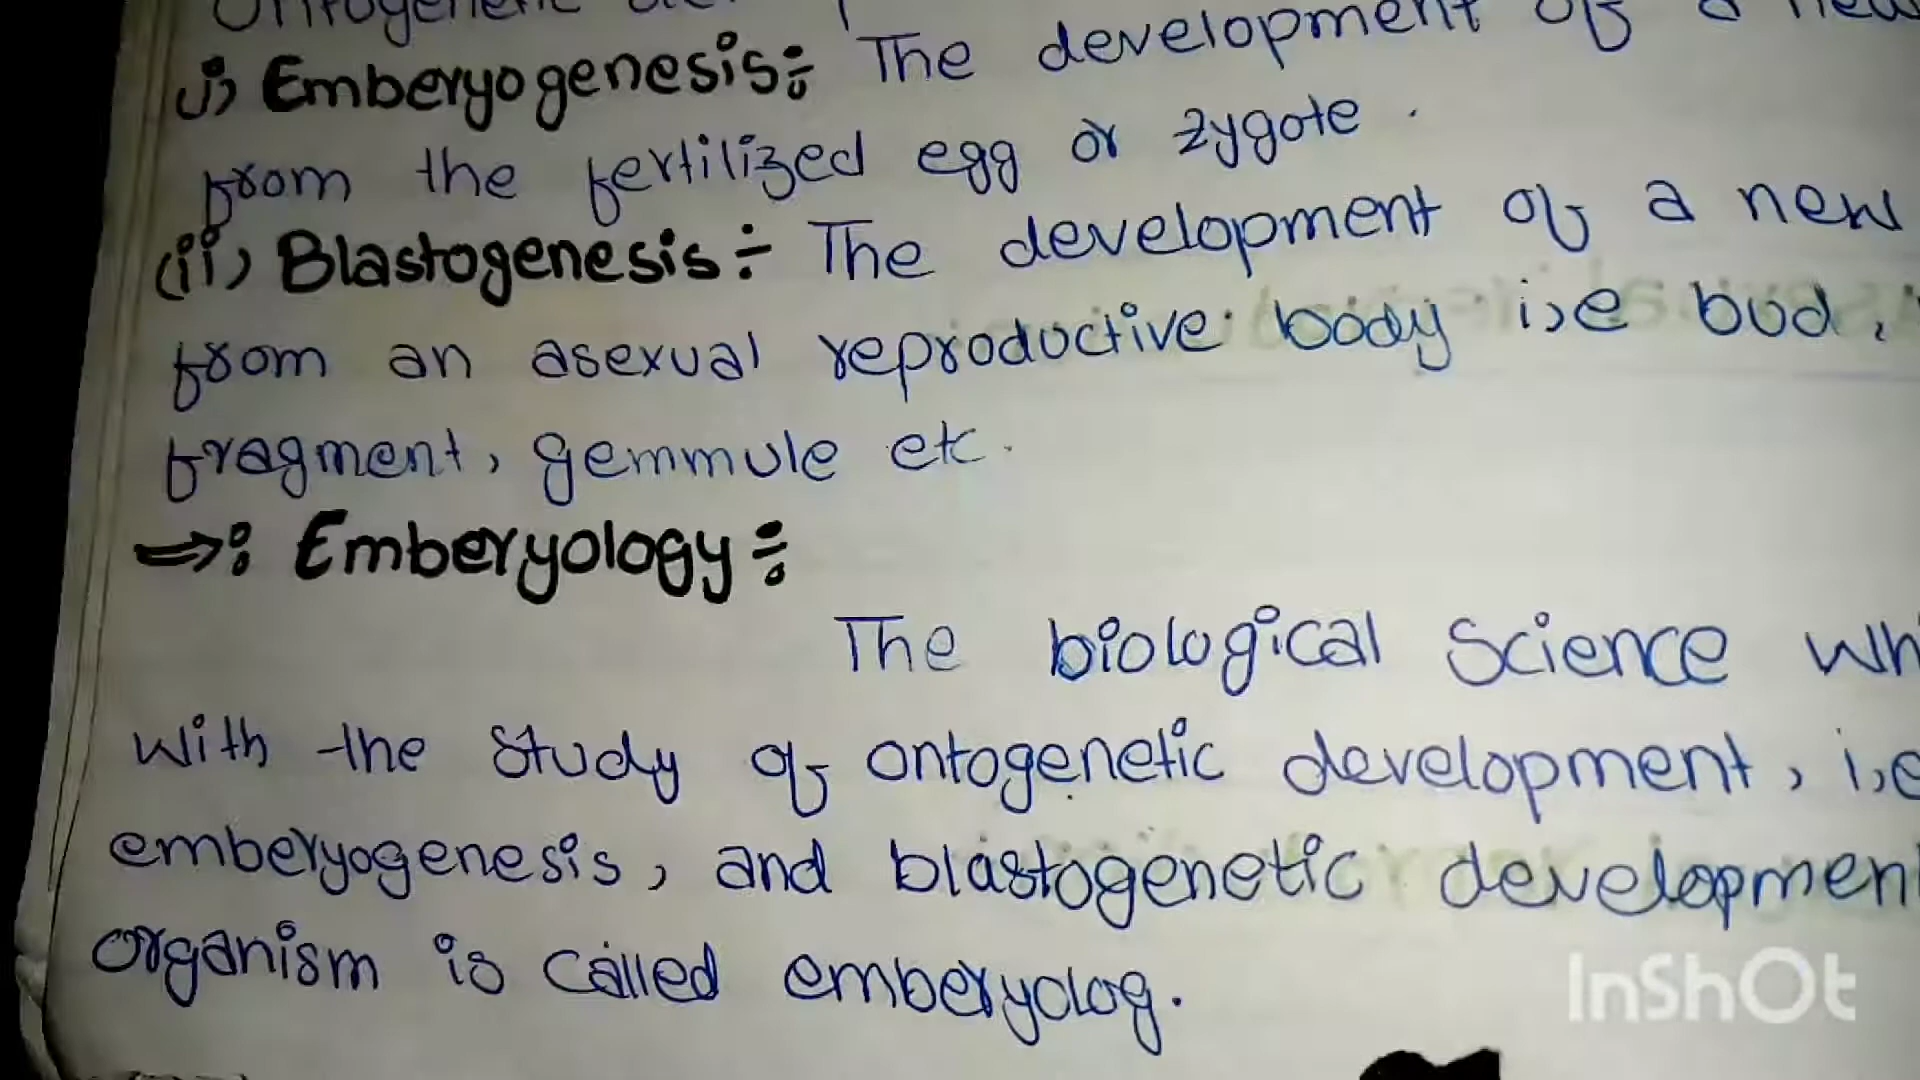 i) Emberyogenesis÷ The development of a new
from the fertilized egg or zygote.
(ii) Blastogenesis÷ The development of a new
from an asexual reproductive body i,e bud,
fragment, gemmule etc.
⇒: Emberyology÷
The biological Science wh
with the study of ontogenetic development, i,e
emberyogenesis, and blastogenetic development
organism is called emberyolog.
InShOt